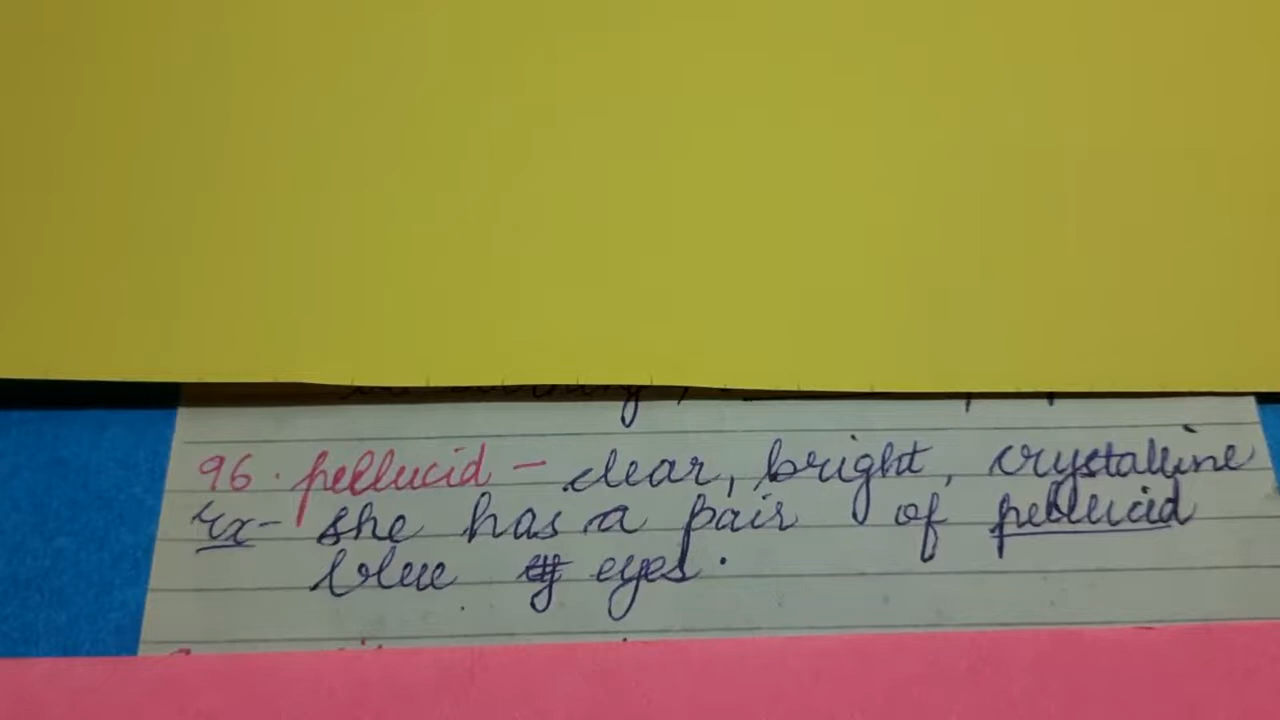 96. pellucid - clear, bright, crystalline
Ex- she has a pair of pellucid
blue eyes.